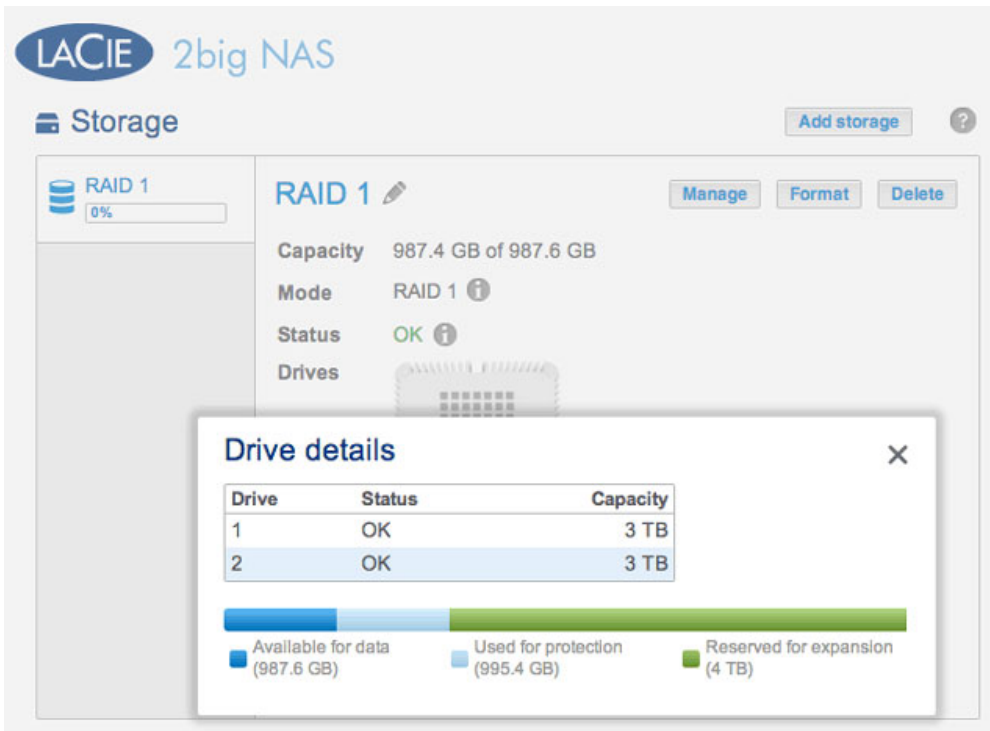 LACIE 2big NAS
Storage
Add storage
?
RAID 1
0%
RAID 1
Manage
Format
Delete
Capacity 987.4 GB of 987.6 GB
Mode RAID 1
Status OK
Drives
Drive details
Drive Status Capacity
1 OK 3 TB
2 OK 3 TB
Available for data
(987.6 GB)
Used for protection
(995.4 GB)
Reserved for expansion
(4 TB)